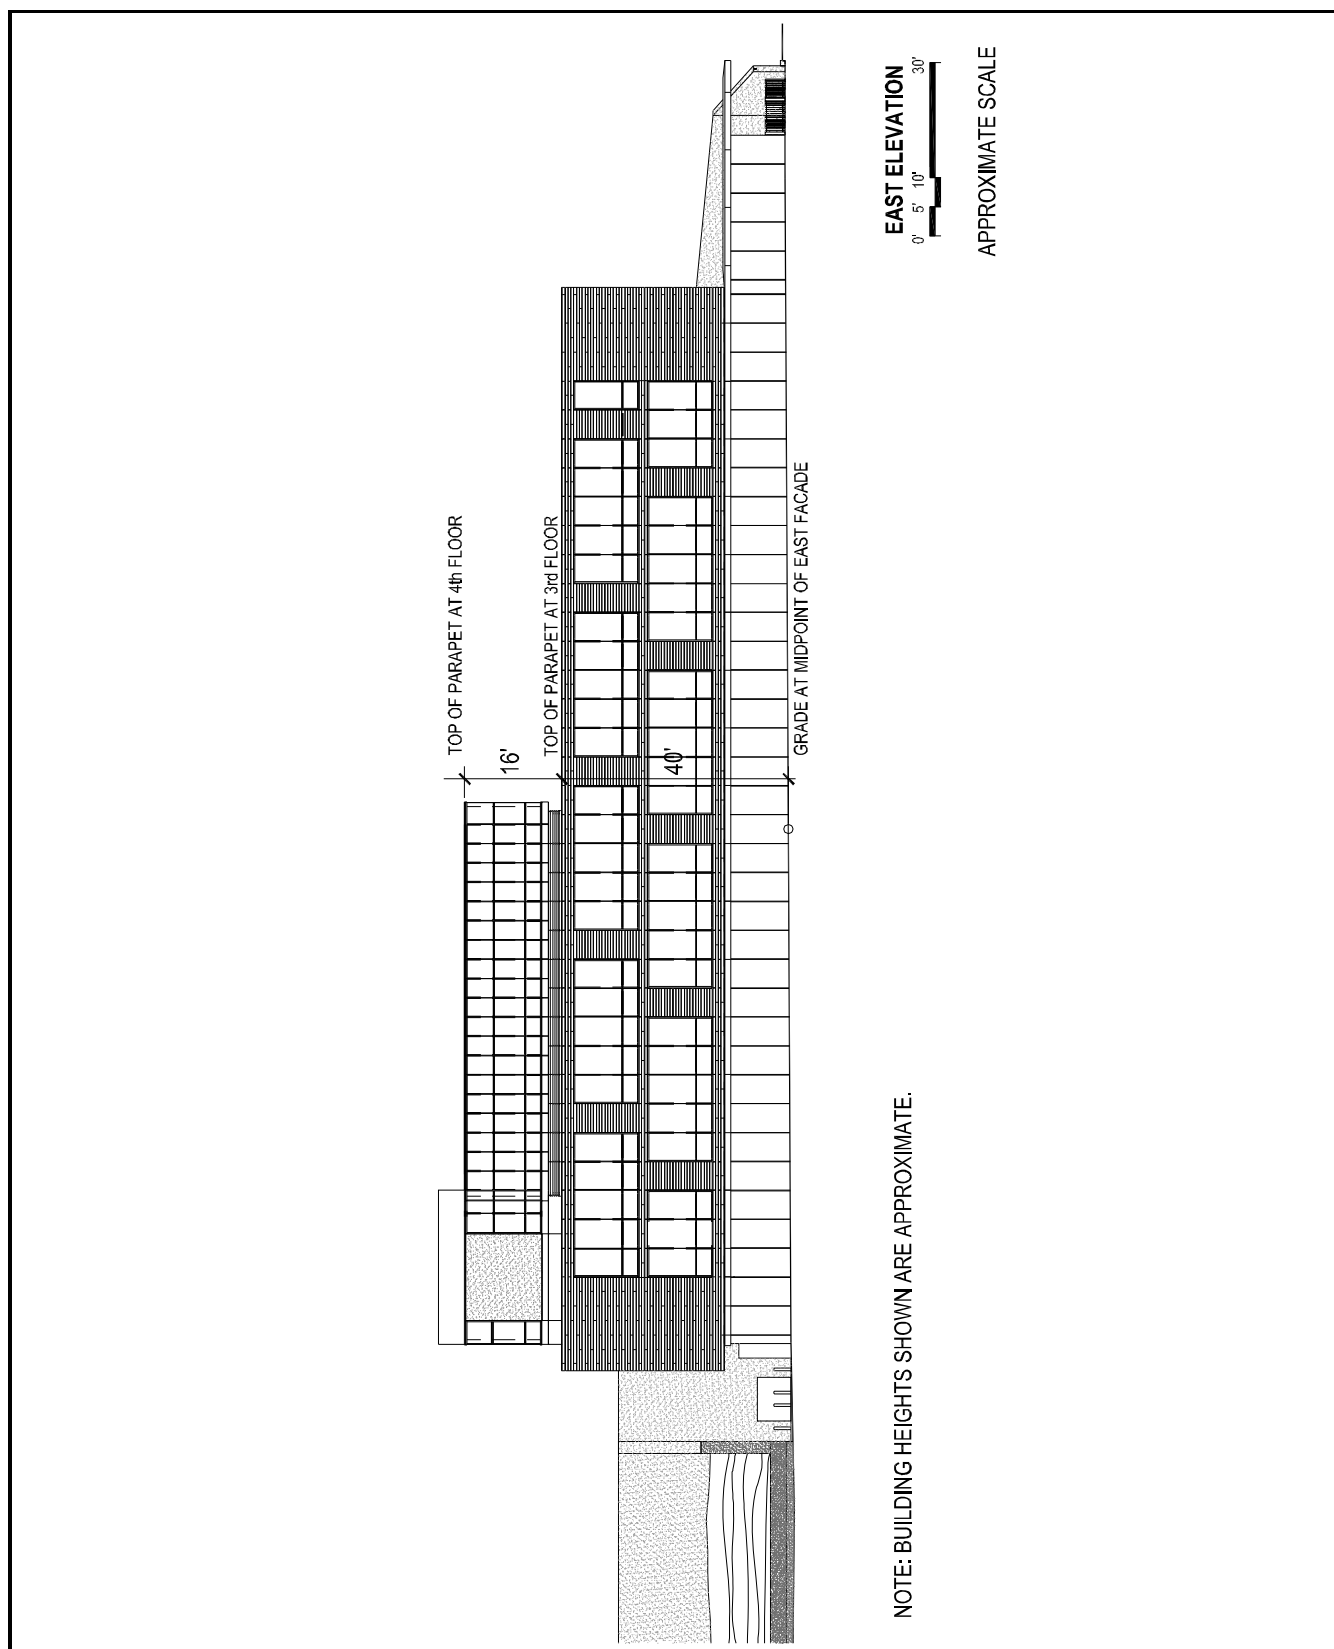 TOP OF PARAPET AT 4th FLOOR
16'
TOP OF PARAPET AT 3rd FLOOR
40'
GRADE AT MIDPOINT OF EAST FACADE
EAST ELEVATION
0' 5' 10' 30'
APPROXIMATE SCALE
NOTE: BUILDING HEIGHTS SHOWN ARE APPROXIMATE.